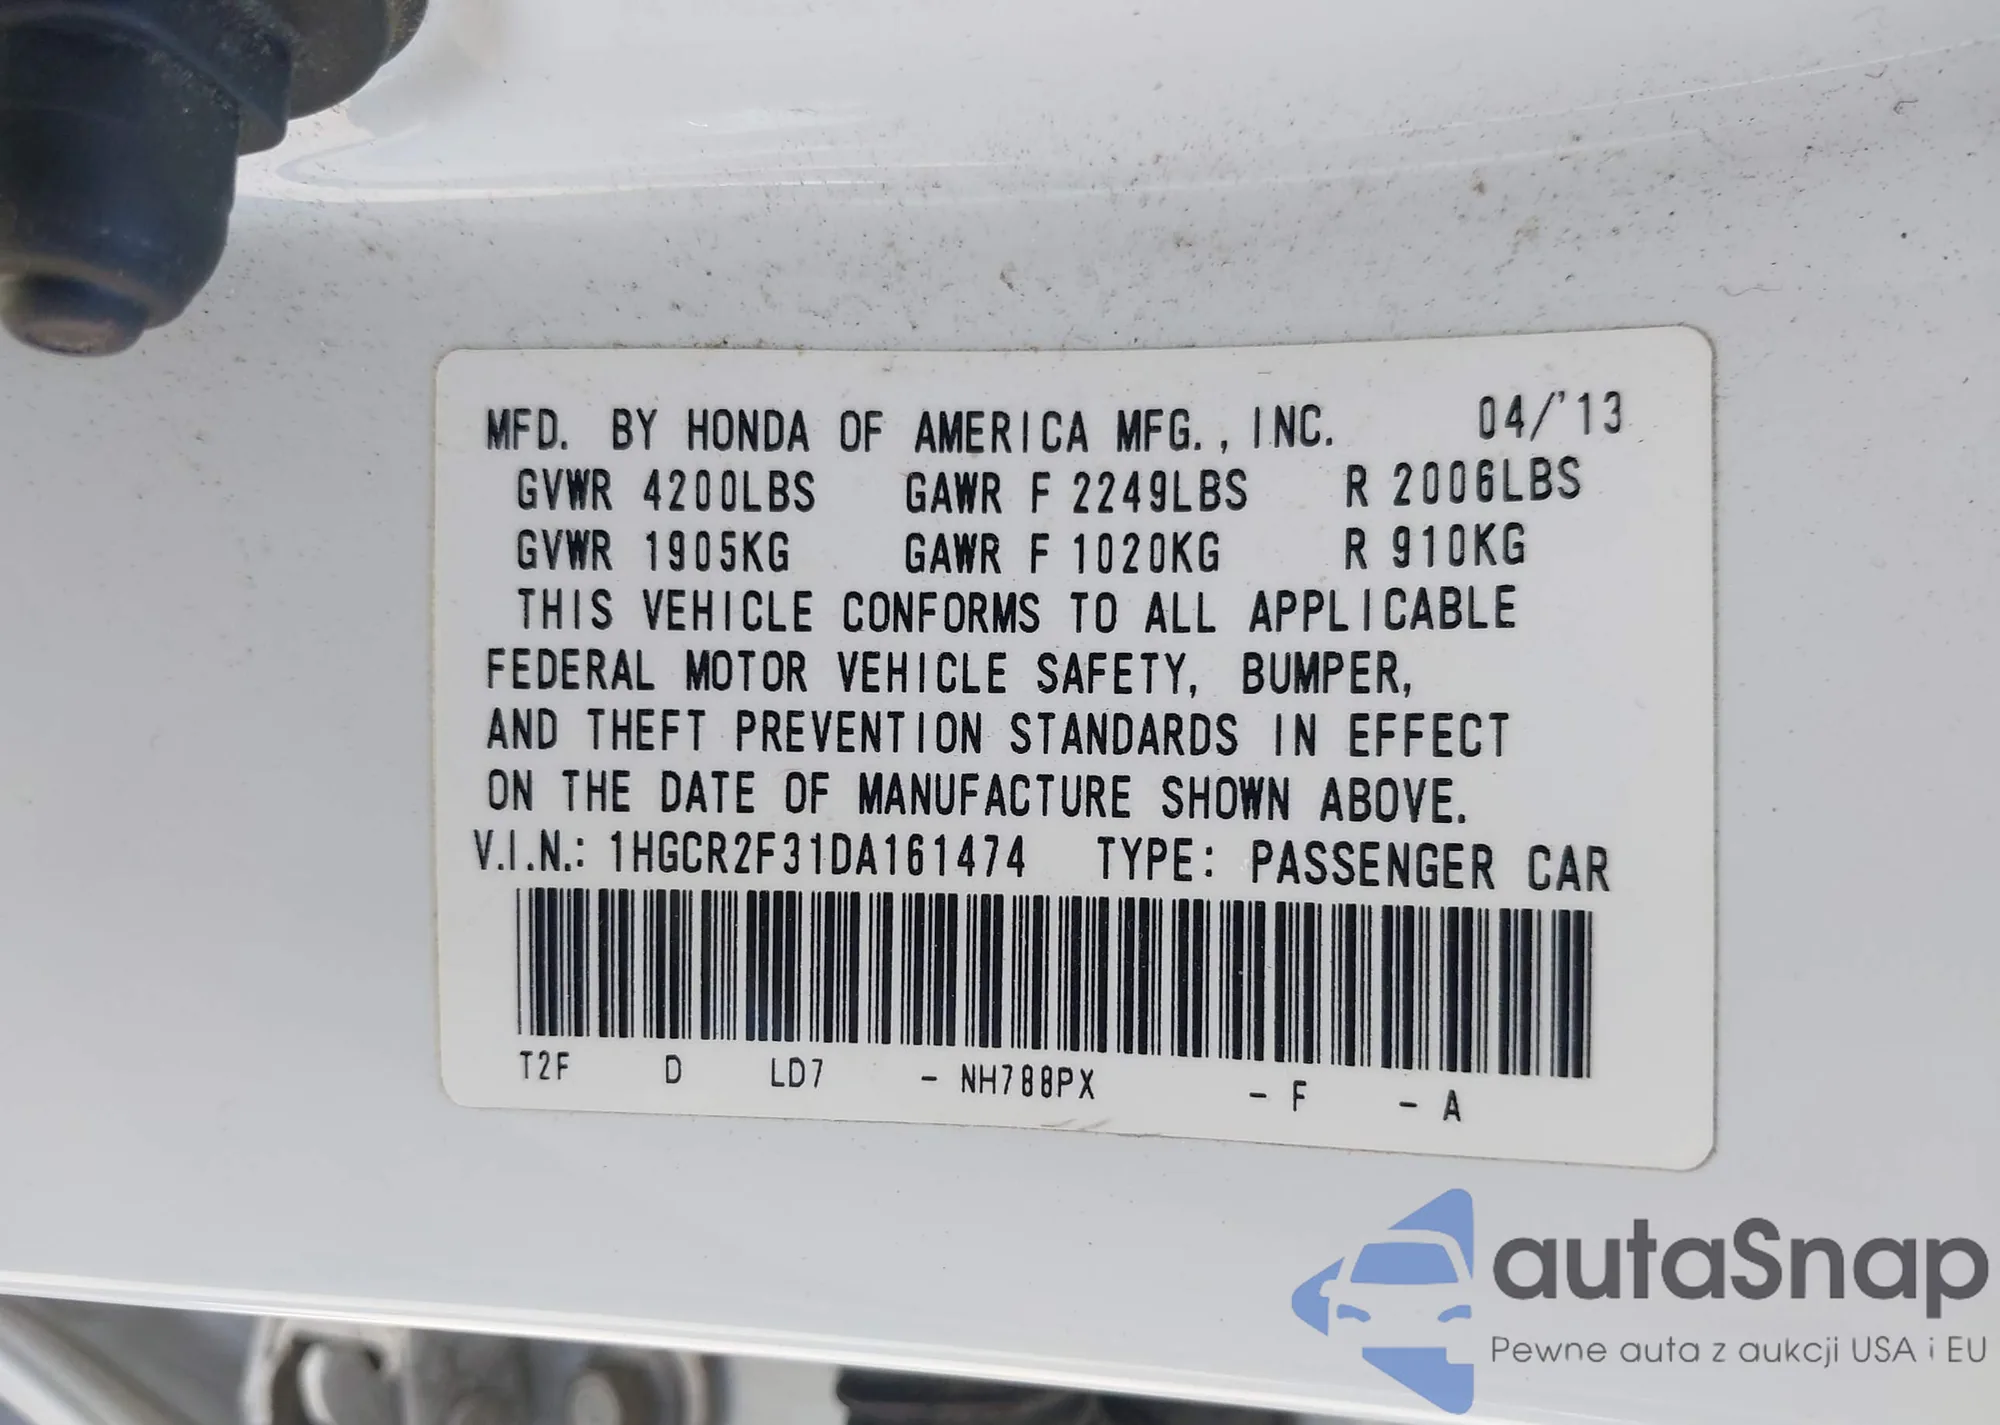 MFD. BY HONDA OF AMERICA MFG., INC. 04/'13
GVWR 4200LBS GAWR F 2249LBS R 2006LBS
GVWR 1905KG GAWR F 1020KG R 910KG
THIS VEHICLE CONFORMS TO ALL APPLICABLE
FEDERAL MOTOR VEHICLE SAFETY, BUMPER,
AND THEFT PREVENTION STANDARDS IN EFFECT
ON THE DATE OF MANUFACTURE SHOWN ABOVE.
V.I.N.: 1HGCR2F31DA161474 TYPE: PASSENGER CAR
T2F D LD7 - NH788PX - F - A
autaSnap
Pewne auta z aukcji USA i EU